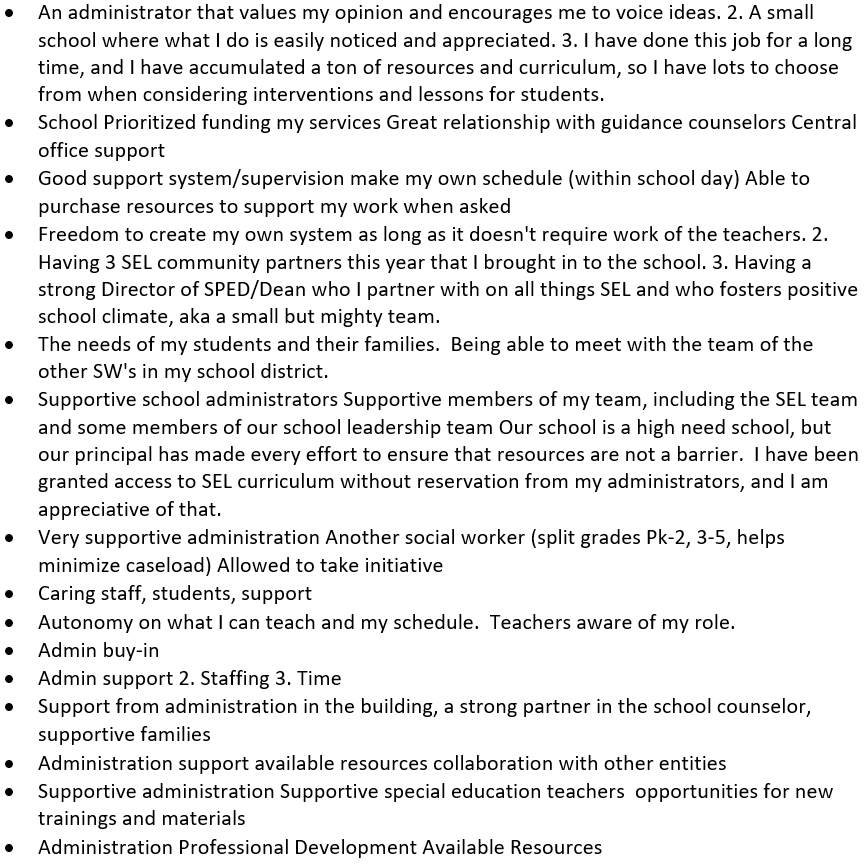 • An administrator that values my opinion and encourages me to voice ideas. 2. A small
school where what I do is easily noticed and appreciated. 3. I have done this job for a long
time, and I have accumulated a ton of resources and curriculum, so I have lots to choose
from when considering interventions and lessons for students.
• School Prioritized funding my services Great relationship with guidance counselors Central
office support
• Good support system/supervision make my own schedule (within school day) Able to
purchase resources to support my work when asked
• Freedom to create my own system as long as it doesn't require work of the teachers. 2.
Having 3 SEL community partners this year that I brought in to the school. 3. Having a
strong Director of SPED/Dean who I partner with on all things SEL and who fosters positive
school climate, aka a small but mighty team.
• The needs of my students and their families.  Being able to meet with the team of the
other SW's in my school district.
• Supportive school administrators Supportive members of my team, including the SEL team
and some members of our school leadership team Our school is a high need school, but
our principal has made every effort to ensure that resources are not a barrier.  I have been
granted access to SEL curriculum without reservation from my administrators, and I am
appreciative of that.
• Very supportive administration Another social worker (split grades Pk-2, 3-5, helps
minimize caseload) Allowed to take initiative
• Caring staff, students, support
• Autonomy on what I can teach and my schedule.  Teachers aware of my role.
• Admin buy-in
• Admin support 2. Staffing 3. Time
• Support from administration in the building, a strong partner in the school counselor,
supportive families
• Administration support available resources collaboration with other entities
• Supportive administration Supportive special education teachers  opportunities for new
trainings and materials
• Administration Professional Development Available Resources